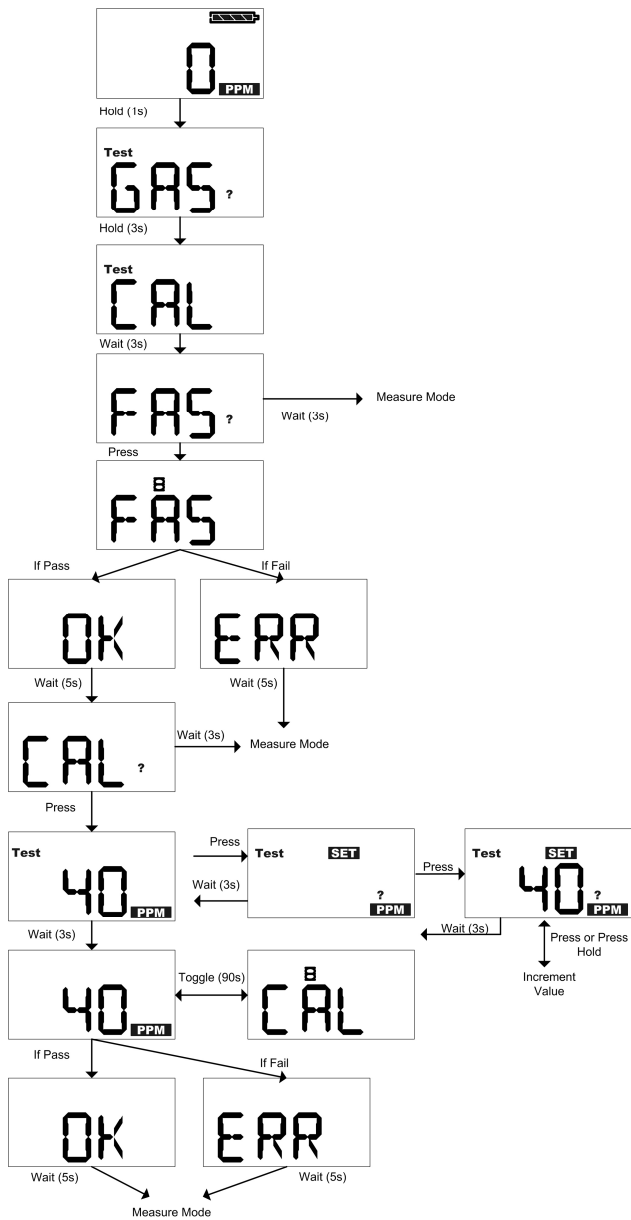 0 PPM
Hold (1s)
Test
GAS ?
Hold (3s)
Test
CAL
Wait (3s)
FAS ?
Wait (3s)
Measure Mode
Press
FAS
If Pass
If Fail
OK
ERR
Wait (5s)
Wait (5s)
CAL ?
Wait (3s)
Measure Mode
Press
Test
40 PPM
Press
Wait (3s)
Test SET
?
PPM
Press
Test SET
40 ?
PPM
Wait (3s)
Press or Press
Hold
Increment
Value
Wait (3s)
40 PPM
Toggle (90s)
CAL
If Pass
If Fail
OK
ERR
Wait (5s)
Wait (5s)
Measure Mode